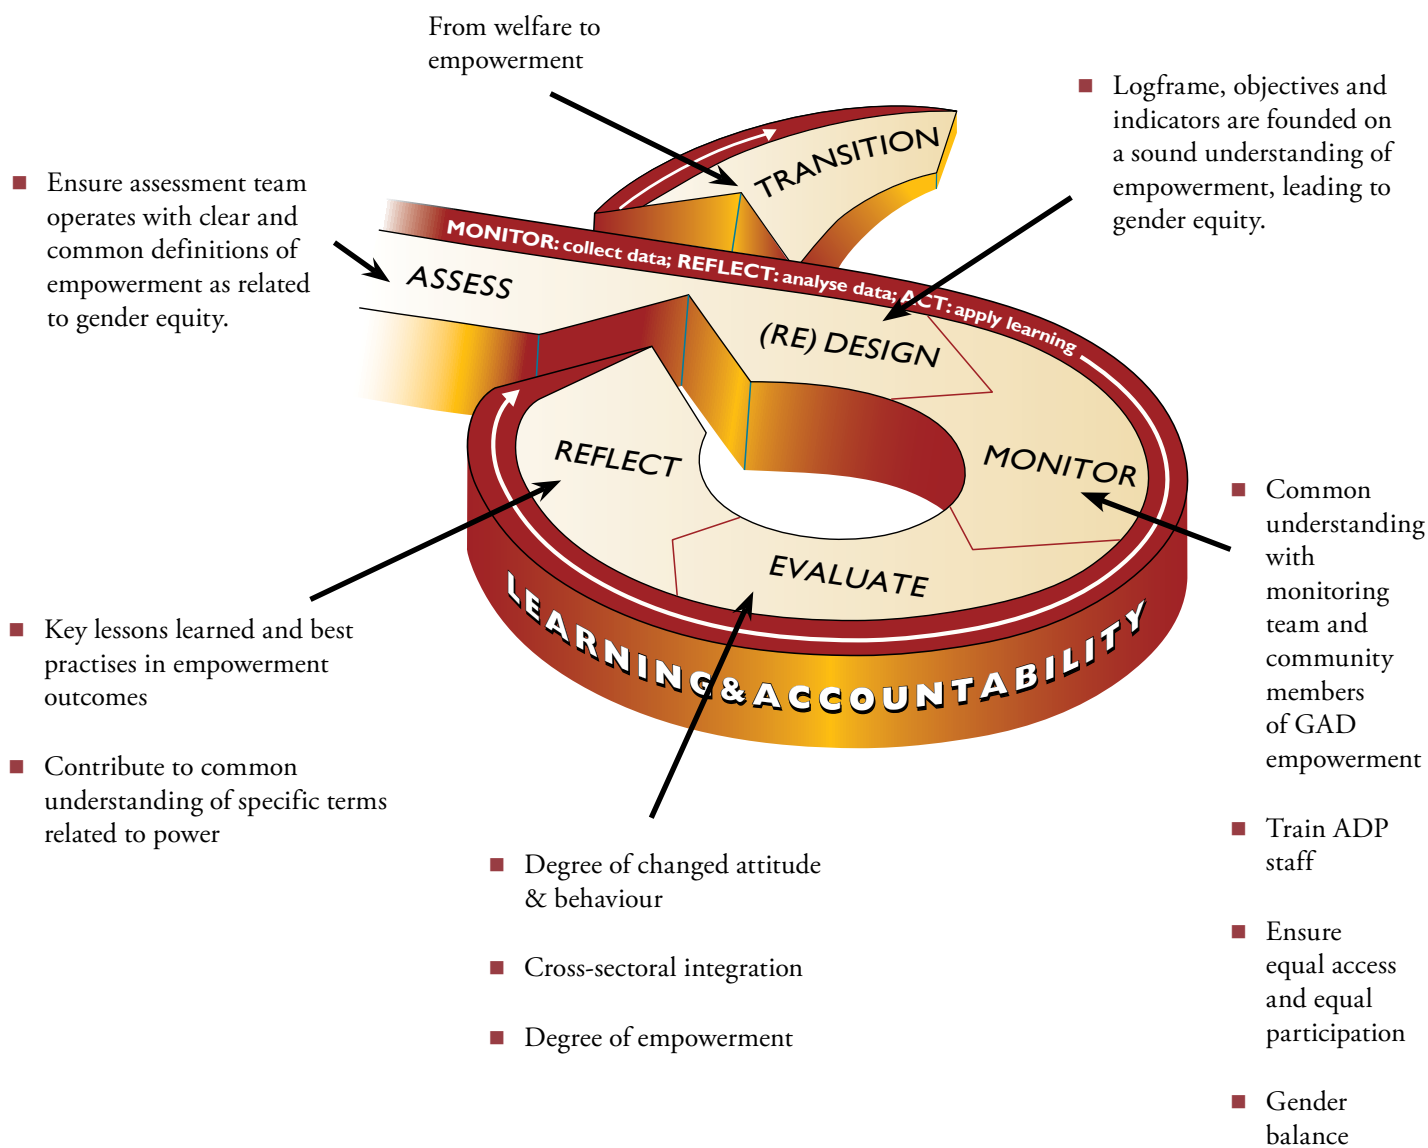 From welfare to
empowerment
■ Logframe, objectives and
indicators are founded on
a sound understanding of
empowerment, leading to
gender equity.
■ Ensure assessment team
operates with clear and
common definitions of
empowerment as related
to gender equity.
TRANSITION
MONITOR: collect data; REFLECT: analyse data; ACT: apply learning
ASSESS
(RE) DESIGN
MONITOR
REFLECT
EVALUATE
LEARNING & ACCOUNTABILITY
■ Common
understanding
with
monitoring
team and
community
members
of GAD
empowerment
■ Train ADP
staff
■ Ensure
equal access
and equal
participation
■ Gender
balance
■ Key lessons learned and best
practises in empowerment
outcomes
■ Contribute to common
understanding of specific terms
related to power
■ Degree of changed attitude
& behaviour
■ Cross-sectoral integration
■ Degree of empowerment